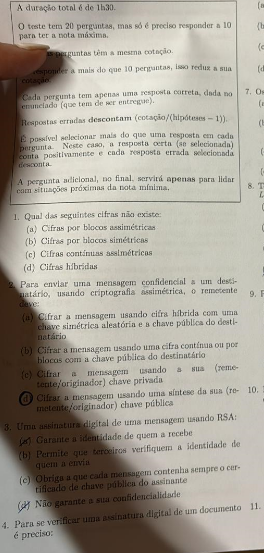 A duração total é de 1h30.
O teste tem 20 perguntas, mas só é preciso responder a 10
para ter a nota máxima.
perguntas têm a mesma cotação.
responder a mais do que 10 perguntas, isso reduz a sua
cotação.
Cada pergunta tem apenas uma resposta correta, dada no
enunciado (que tem de ser entregue).
Respostas erradas descontam (cotação/(hipóteses − 1)).
É possível selecionar mais do que uma resposta em cada
pergunta. Neste caso, a resposta certa (se selecionada)
conta positivamente e cada resposta errada selecionada
desconta.
A pergunta adicional, no final, servirá apenas para lidar
com situações próximas da nota mínima.
1. Qual das seguintes cifras não existe:
(a) Cifras por blocos assimétricas
(b) Cifras por blocos simétricas
(c) Cifras contínuas assimétricas
(d) Cifras híbridas
2. Para enviar uma mensagem confidencial a um desti-
natário, usando criptografia assimétrica, o remetente
deve:
(a) Cifrar a mensagem usando cifra híbrida com uma
chave simétrica aleatória e a chave pública do desti-
natário
(b) Cifrar a mensagem usando uma cifra contínua ou por
blocos com a chave pública do destinatário
(c) Cifrar a mensagem usando a sua (reme-
tente/originador) chave privada
(d) Cifrar a mensagem usando uma síntese da sua (re-
metente/originador) chave pública
3. Uma assinatura digital de uma mensagem usando RSA:
(a) Garante a identidade de quem a recebe
(b) Permite que terceiros verifiquem a identidade de
quem a envia
(c) Obriga a que cada mensagem contenha sempre o cer-
tificado de chave pública do assinante
(d) Não garante a sua confidencialidade
4. Para se verificar uma assinatura digital de um documento
é preciso:
7. O
8. T
9.
10.
11.